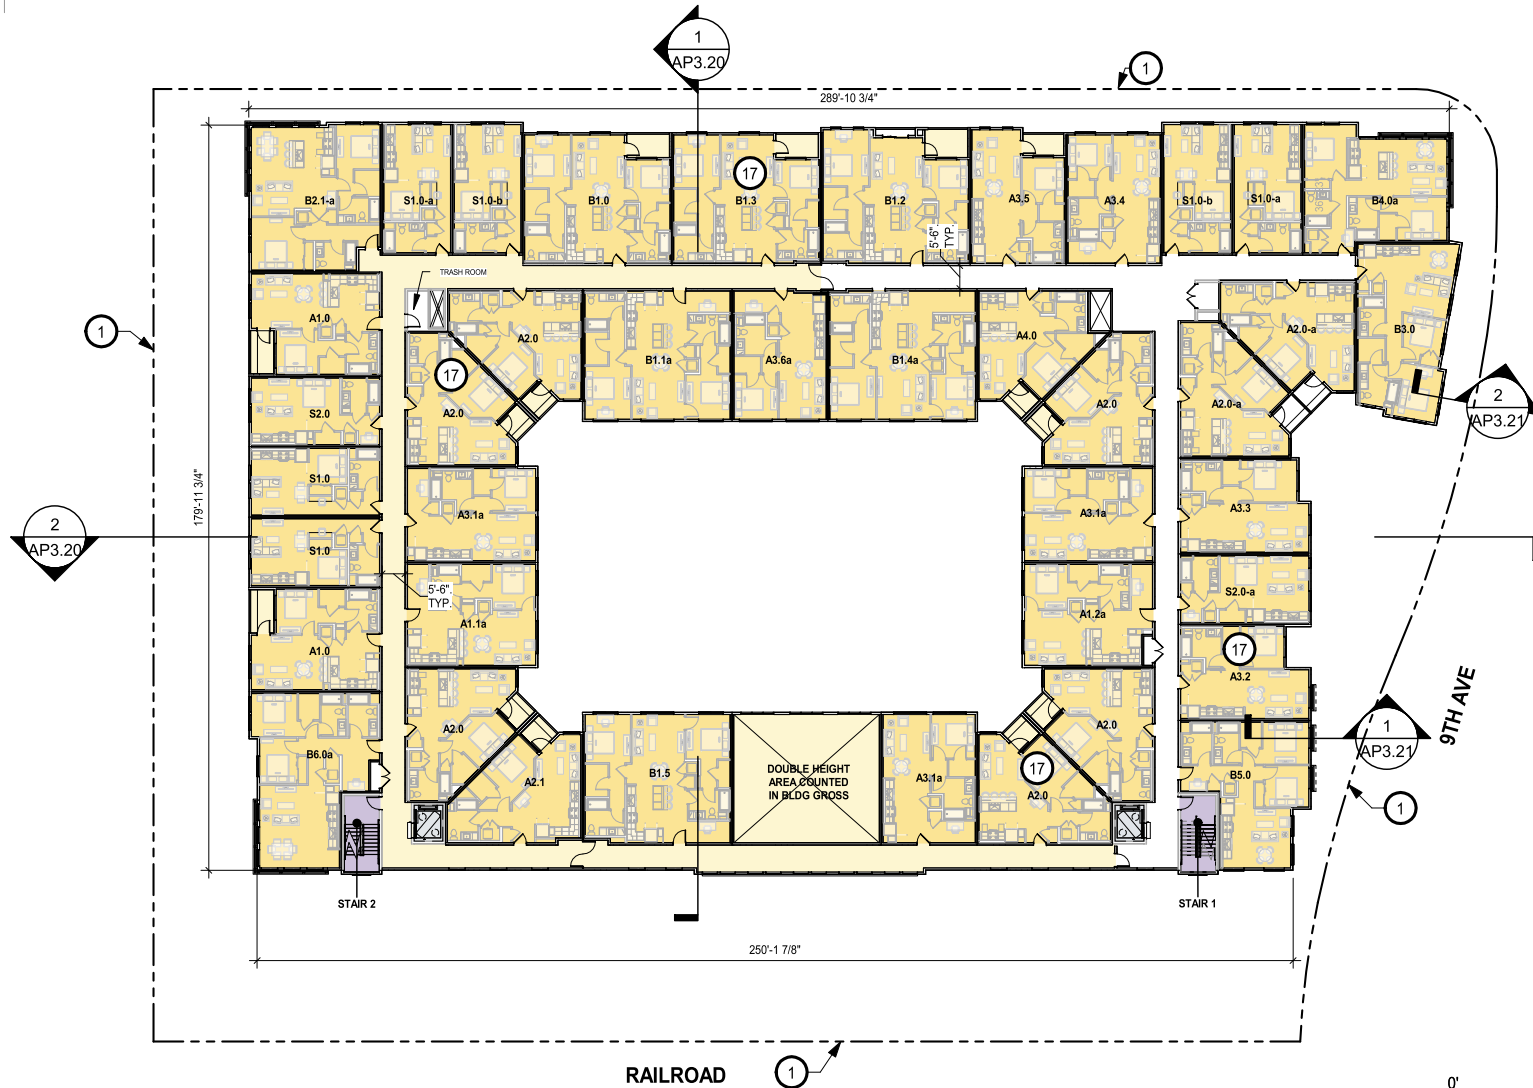 1
AP3.20
1
289'-10 3/4"
17
B2.1-a
S1.0-a
S1.0-b
B1.0
B1.3
B1.2
A3.5
A3.4
S1.0-b
S1.0-a
B4.0a
5'-6"
TYP.
TRASH ROOM
A1.0
A2.0
B1.1a
A3.6a
B1.4a
A4.0
A2.0-a
B3.0
1
17
S2.0
A2.0
A2.0
A2.0-a
2
AP3.21
179'-11 3/4"
S1.0
A3.1a
A3.1a
A3.3
2
AP3.20
S1.0
5'-6".
TYP.
A1.1a
A1.2a
S2.0-a
A1.0
17
A3.2
9TH AVE
1
AP3.21
B6.0a
A2.0
A2.1
B1.5
DOUBLE HEIGHT
AREA COUNTED
IN BLDG GROSS
A3.1a
17
A2.0
A2.0
B5.0
1
STAIR 2
STAIR 1
250'-1 7/8"
RAILROAD
1
0'